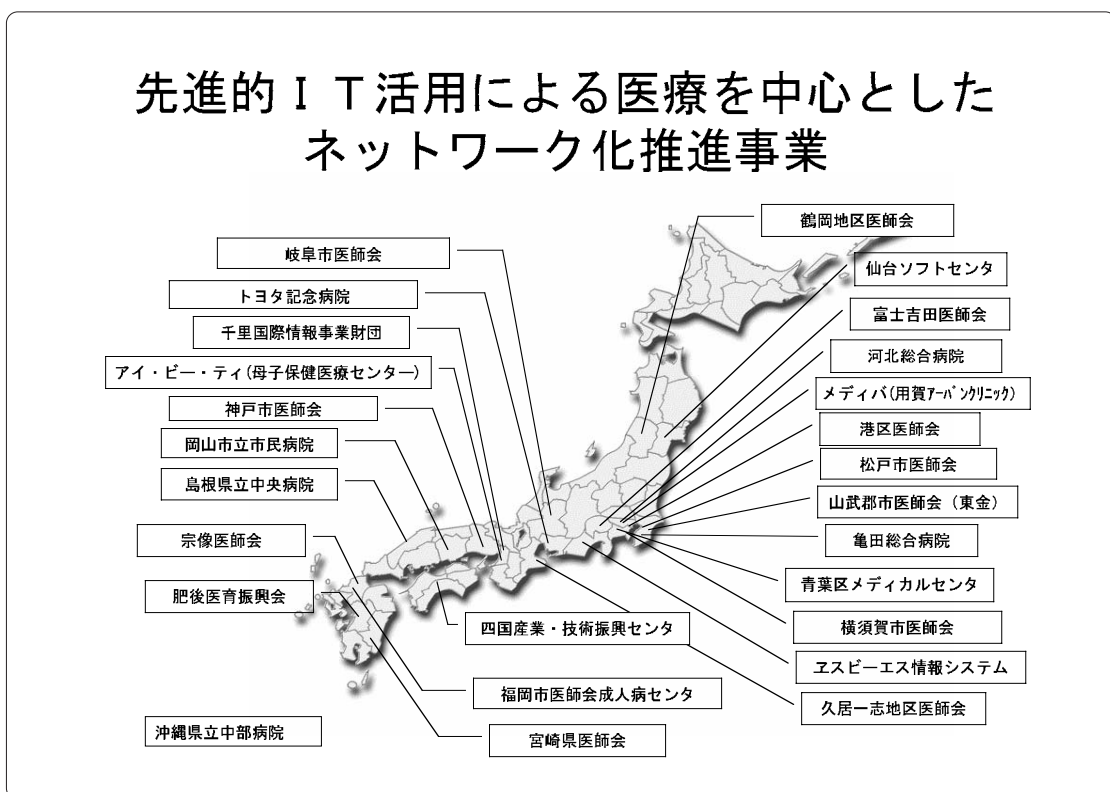 先進的ＩＴ活用による医療を中心とした
ネットワーク化推進事業
鶴岡地区医師会
岐阜市医師会
仙台ソフトセンタ
トヨタ記念病院
富士吉田医師会
千里国際情報事業財団
河北総合病院
アイ・ビー・ティ(母子保健医療センター)
メディバ(用賀ｱｰﾊﾞﾝクリニック)
神戸市医師会
港区医師会
岡山市立市民病院
松戸市医師会
島根県立中央病院
山武郡市医師会（東金）
宗像医師会
亀田総合病院
青葉区メディカルセンタ
肥後医育振興会
四国産業・技術振興センタ
横須賀市医師会
ヱスビーエス情報システム
福岡市医師会成人病センタ
久居一志地区医師会
沖縄県立中部病院
宮崎県医師会